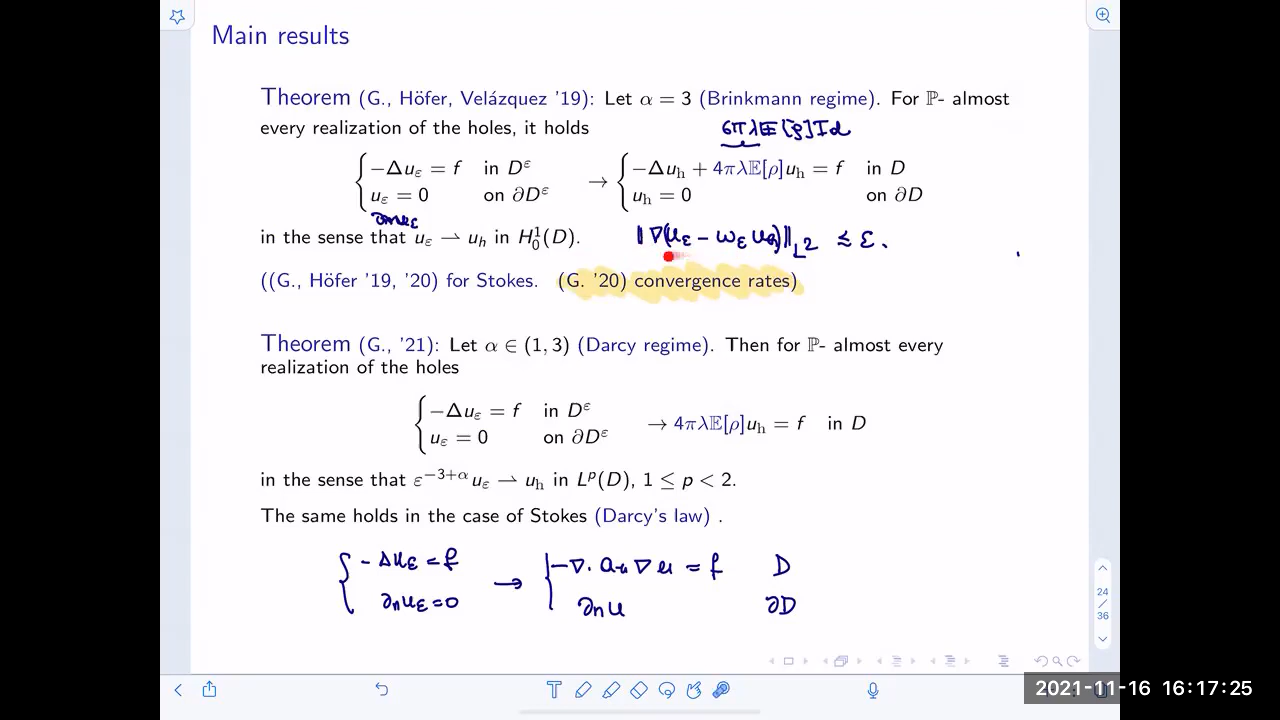 Main results
Theorem (G., Höfer, Velázquez '19): Let α = 3 (Brinkmann regime). For ℙ- almost
every realization of the holes, it holds
6πλ𝔼[ρ]Id
{ −Δu_ε = f in D^ε → { −Δu_h + 4πλ𝔼[ρ]u_h = f in D
u_ε = 0 on ∂D^ε u_h = 0 on ∂D
in the sense that u_ε ⇀ u_h in H^1_0(D). ‖∇(u_ε − ω_ε u_h)‖_{L^2} ≲ ε.
((G., Höfer '19, '20) for Stokes. (G. '20) convergence rates)
Theorem (G., '21): Let α ∈ (1, 3) (Darcy regime). Then for ℙ- almost every
realization of the holes
{ −Δu_ε = f in D^ε → 4πλ𝔼[ρ]u_h = f in D
u_ε = 0 on ∂D^ε
in the sense that ε^{−3+α} u_ε ⇀ u_h in L^p(D), 1 ≤ p < 2.
The same holds in the case of Stokes (Darcy's law) .
{ −Δu_ε = f → { −∇· a_h ∇u = f D
∂_n u_ε = 0 ∂_n u ∂D
24
/
36
T
2021-11-16 16:17:25